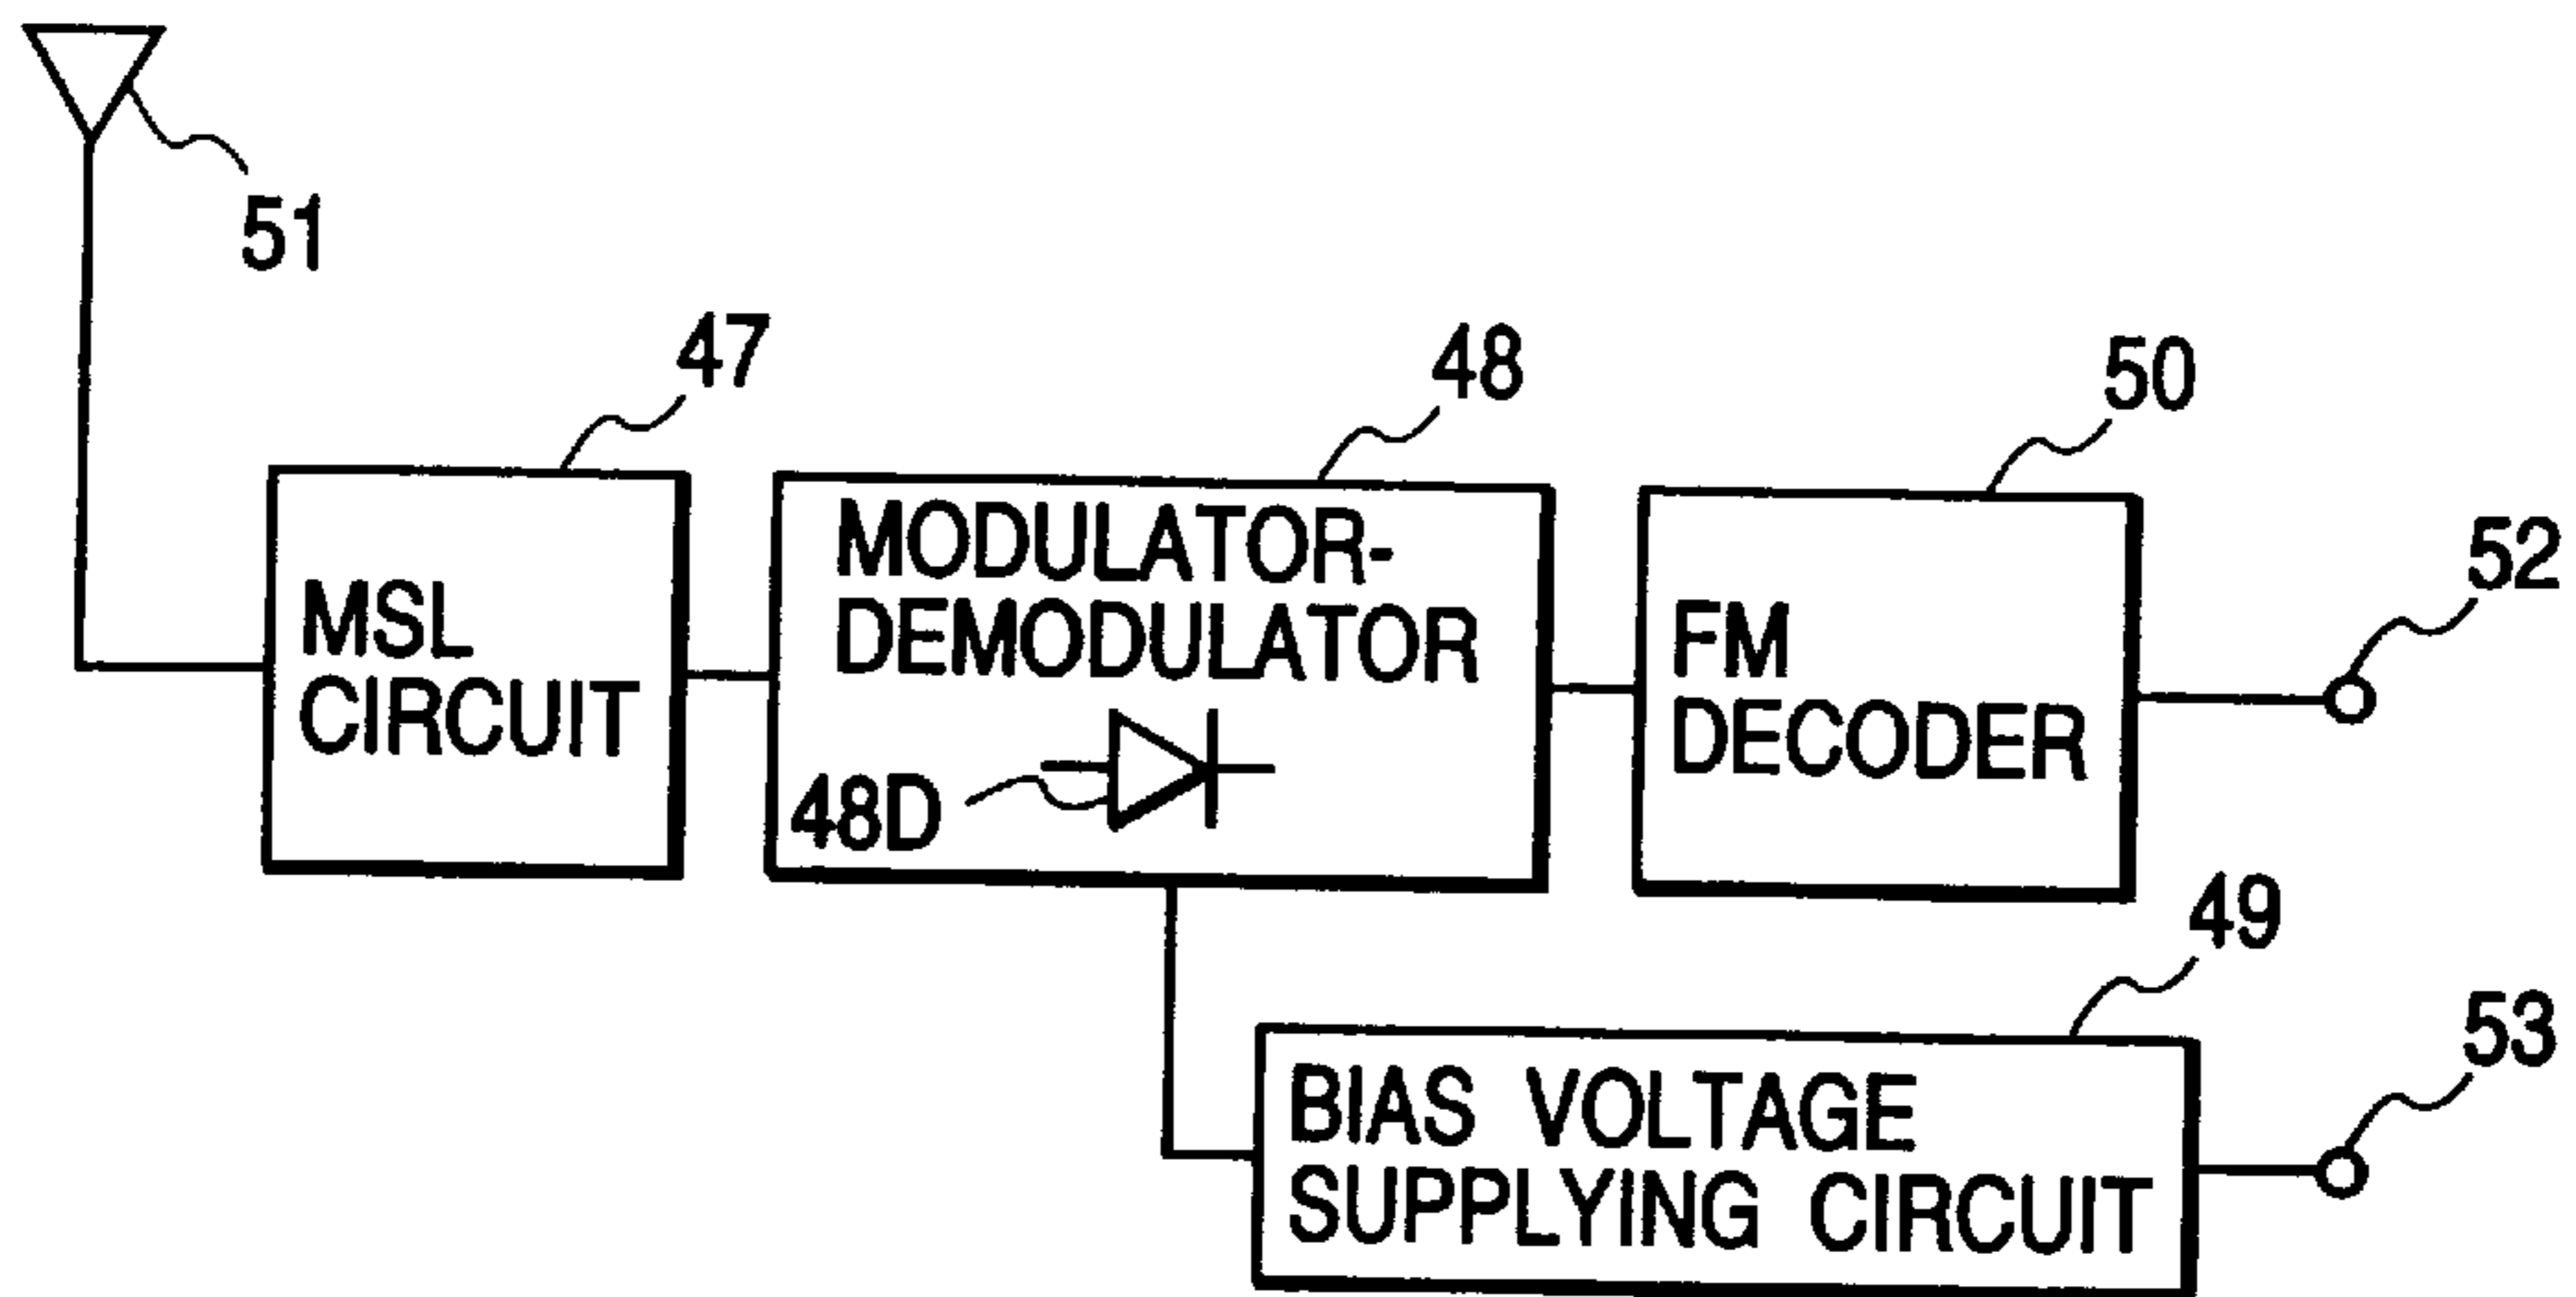 51
47
48
50
52
MSL
CIRCUIT
MODULATOR-
DEMODULATOR
48D
FM
DECODER
49
53
BIAS VOLTAGE
SUPPLYING CIRCUIT